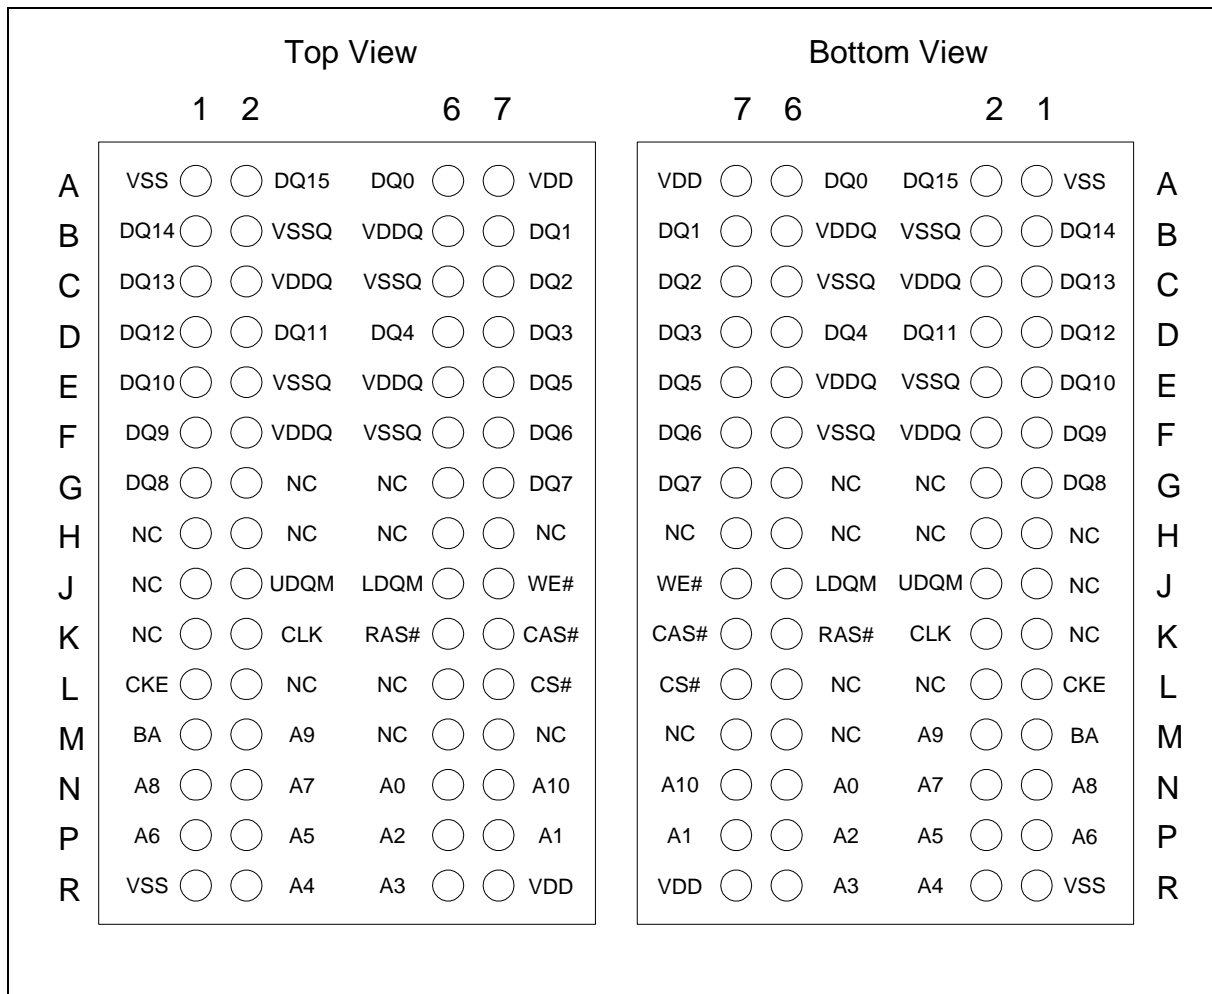 Top View Bottom View
1 2 6 7 7 6 2 1
A VSS DQ15 DQ0 VDD VDD DQ0 DQ15 VSS A
B DQ14 VSSQ VDDQ DQ1 DQ1 VDDQ VSSQ DQ14 B
C DQ13 VDDQ VSSQ DQ2 DQ2 VSSQ VDDQ DQ13 C
D DQ12 DQ11 DQ4 DQ3 DQ3 DQ4 DQ11 DQ12 D
E DQ10 VSSQ VDDQ DQ5 DQ5 VDDQ VSSQ DQ10 E
F DQ9 VDDQ VSSQ DQ6 DQ6 VSSQ VDDQ DQ9 F
G DQ8 NC NC DQ7 DQ7 NC NC DQ8 G
H NC NC NC NC NC NC NC NC H
J NC UDQM LDQM WE# WE# LDQM UDQM NC J
K NC CLK RAS# CAS# CAS# RAS# CLK NC K
L CKE NC NC CS# CS# NC NC CKE L
M BA A9 NC NC NC NC A9 BA M
N A8 A7 A0 A10 A10 A0 A7 A8 N
P A6 A5 A2 A1 A1 A2 A5 A6 P
R VSS A4 A3 VDD VDD A3 A4 VSS R